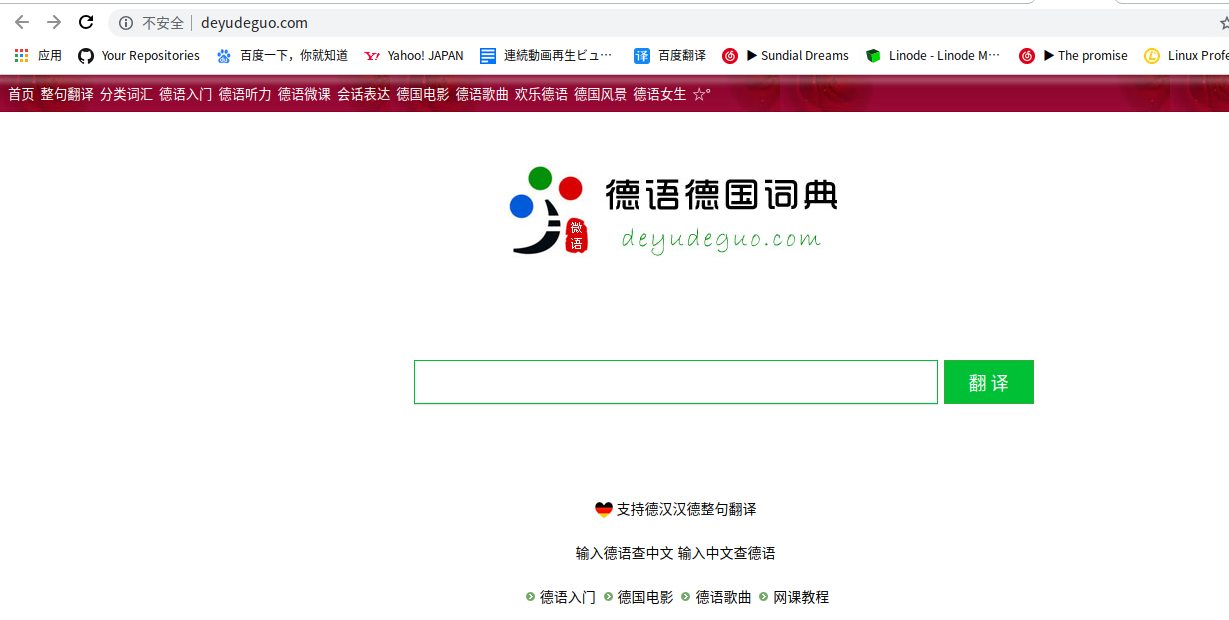 不安全 deyudeguo.com
应用 Your Repositories 百度一下，你就知道 Yahoo! JAPAN 連続動画再生ビュ… 百度翻译 ▶ Sundial Dreams Linode - Linode M… ▶ The promise Linux Profe
首页 整句翻译 分类词汇 德语入门 德语听力 德语微课 会话表达 德国电影 德语歌曲 欢乐德语 德国风景 德语女生 ☆°
德语德国词典
微语
deyudeguo.com
翻 译
支持德汉汉德整句翻译
输入德语查中文 输入中文查德语
德语入门 德国电影 德语歌曲 网课教程